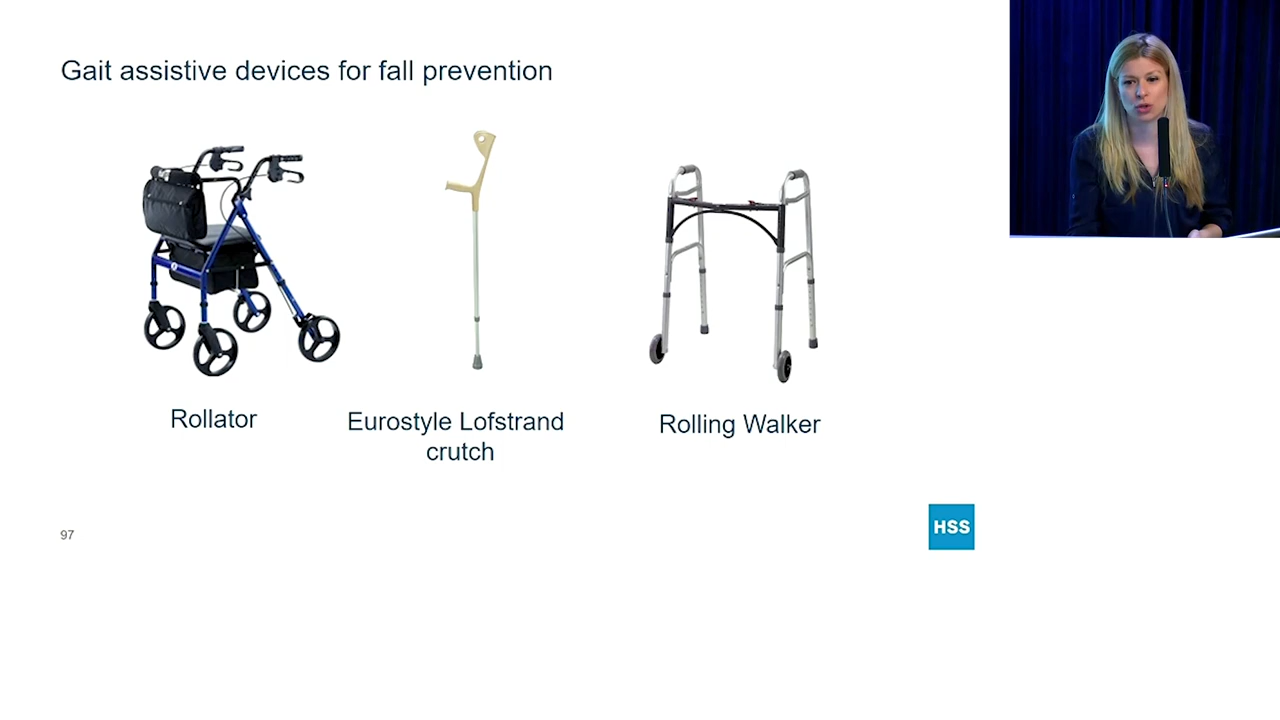 Gait assistive devices for fall prevention
Rollator
Eurostyle Lofstrand
crutch
Rolling Walker
97
HSS